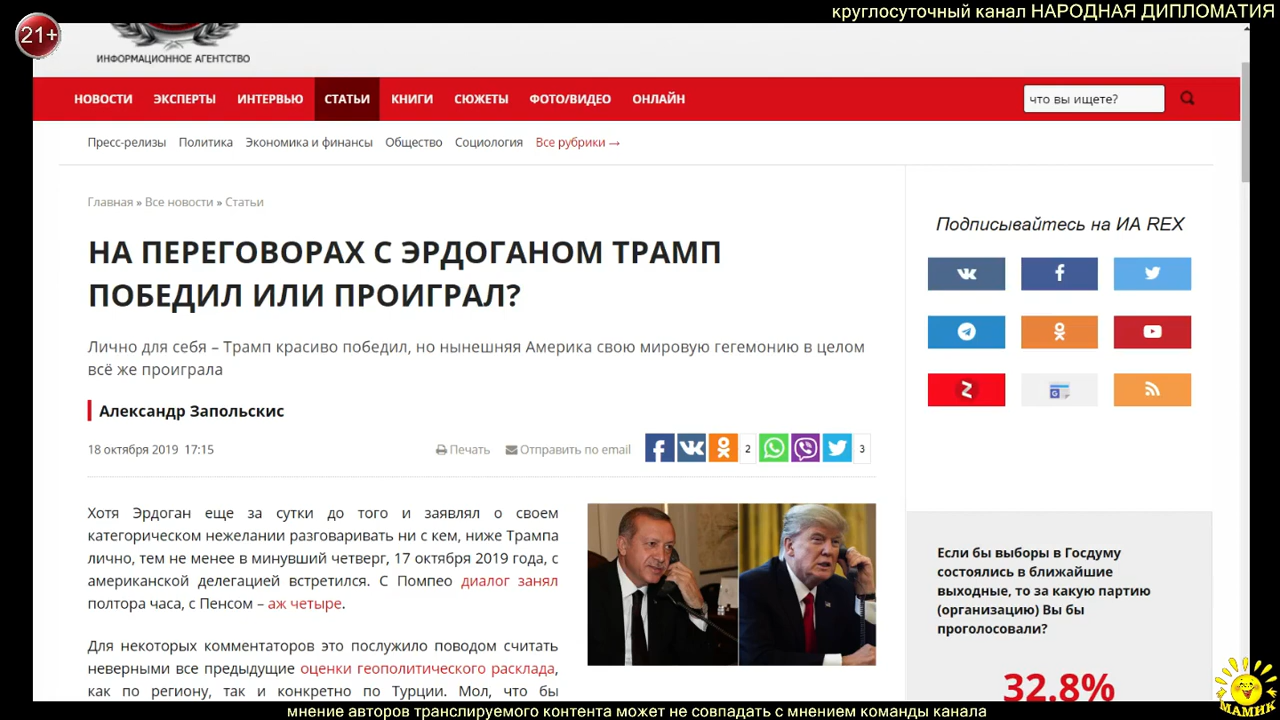 круглосуточный канал НАРОДНАЯ ДИПЛОМАТИЯ
21+
ИНФОРМАЦИОННОЕ АГЕНТСТВО
НОВОСТИ ЭКСПЕРТЫ ИНТЕРВЬЮ СТАТЬИ КНИГИ СЮЖЕТЫ ФОТО/ВИДЕО ОНЛАЙН
что вы ищете?
Пресс-релизы Политика Экономика и финансы Общество Социология Все рубрики →
Главная » Все новости » Статьи
НА ПЕРЕГОВОРАХ С ЭРДОГАНОМ ТРАМП
ПОБЕДИЛ ИЛИ ПРОИГРАЛ?
Лично для себя – Трамп красиво победил, но нынешняя Америка свою мировую гегемонию в целом
всё же проиграла
Александр Запольскис
18 октября 2019 17:15
Печать
Отправить по email
2
3
Хотя Эрдоган еще за сутки до того и заявлял о своем
категорическом нежелании разговаривать ни с кем, ниже Трампа
лично, тем не менее в минувший четверг, 17 октября 2019 года, с
американской делегацией встретился. С Помпео диалог занял
полтора часа, с Пенсом – аж четыре.
Для некоторых комментаторов это послужило поводом считать
неверными все предыдущие оценки геополитического расклада,
как по региону, так и конкретно по Турции. Мол, что бы
Подписывайтесь на ИА REX
Если бы выборы в Госдуму
состоялись в ближайшие
выходные, то за какую партию
(организацию) Вы бы
проголосовали?
32.8%
МАМИК
мнение авторов транслируемого контента может не совпадать с мнением команды канала